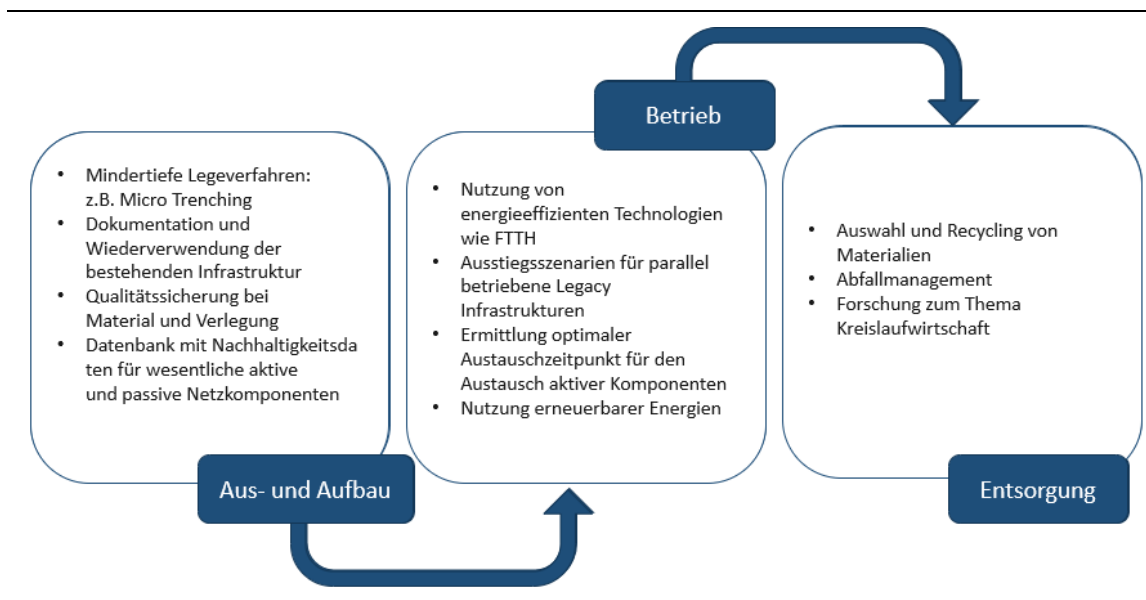 Mindertiefe Legeverfahren:
z.B. Micro Trenching
Dokumentation und
Wiederverwendung der
bestehenden Infrastruktur
Qualitätssicherung bei
Material und Verlegung
Datenbank mit Nachhaltigkeitsda
ten für wesentliche aktive
und passive Netzkomponenten
Aus- und Aufbau
Betrieb
Nutzung von
energieeffizienten Technologien
wie FTTH
Ausstiegsszenarien für parallel
betriebene Legacy
Infrastrukturen
Ermittlung optimaler
Austauschzeitpunkt für den
Austausch aktiver Komponenten
Nutzung erneuerbarer Energien
Auswahl und Recycling von
Materialien
Abfallmanagement
Forschung zum Thema
Kreislaufwirtschaft
Entsorgung